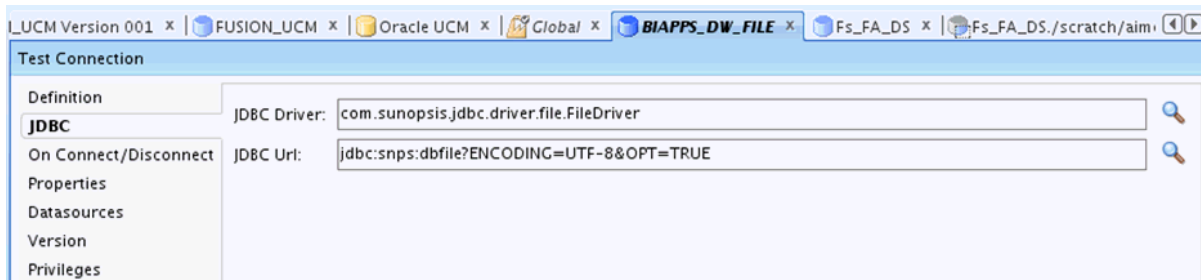 I_UCM Version 001 x FUSION_UCM x Oracle UCM x Global x BIAPPS_DW_FILE x Fs_FA_DS x Fs_FA_DS./scratch/aim
Test Connection
Definition
JDBC
On Connect/Disconnect
Properties
Datasources
Version
Privileges
JDBC Driver: com.sunopsis.jdbc.driver.file.FileDriver
JDBC Url: jdbc:snps:dbfile?ENCODING=UTF-8&OPT=TRUE